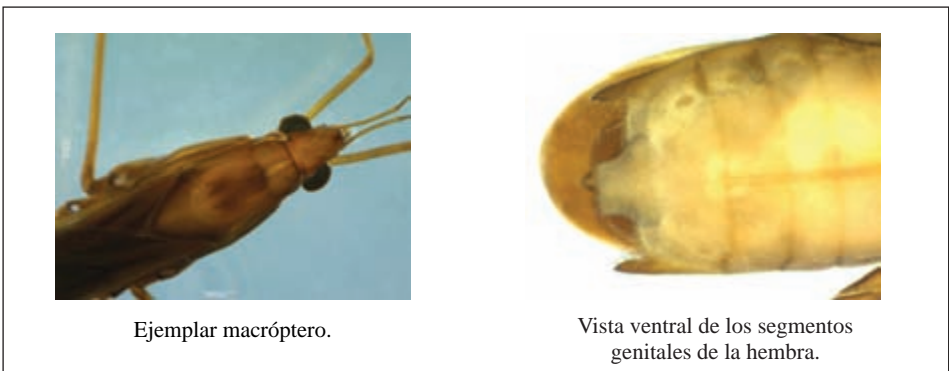 Ejemplar macróptero.
Vista ventral de los segmentos
genitales de la hembra.